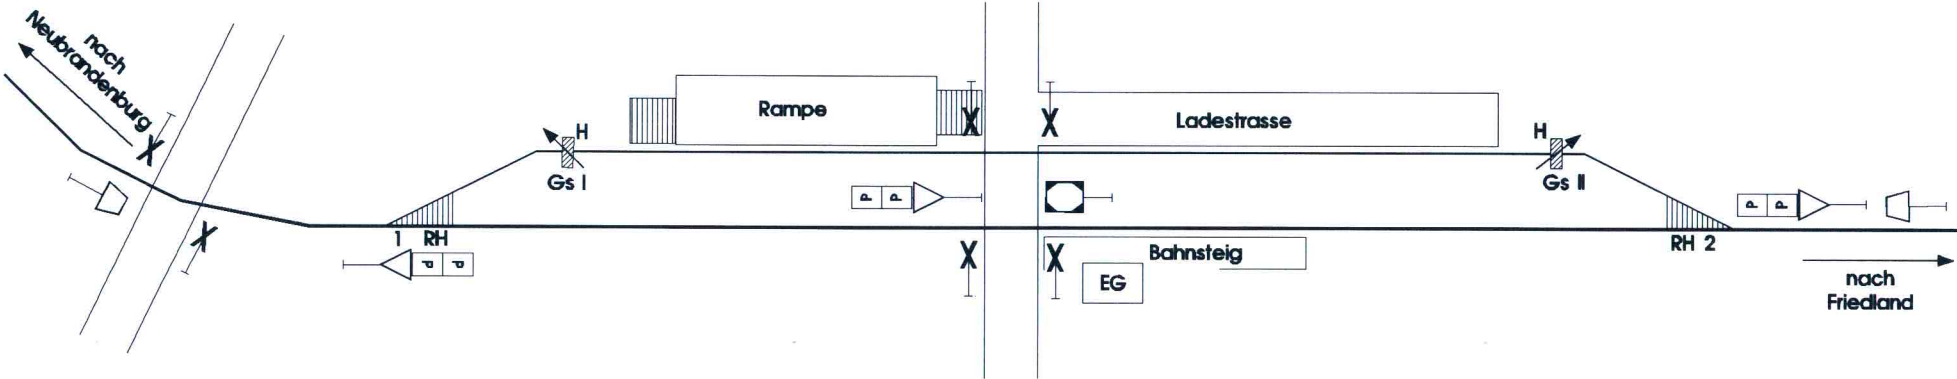 nach
Neubrandenburg
X
X
1 RH
P P
H
Gs I
Rampe
X
X
Ladestrasse
P P
X
X
Bahnsteig
EG
H
Gs II
RH 2
P P
nach
Friedland